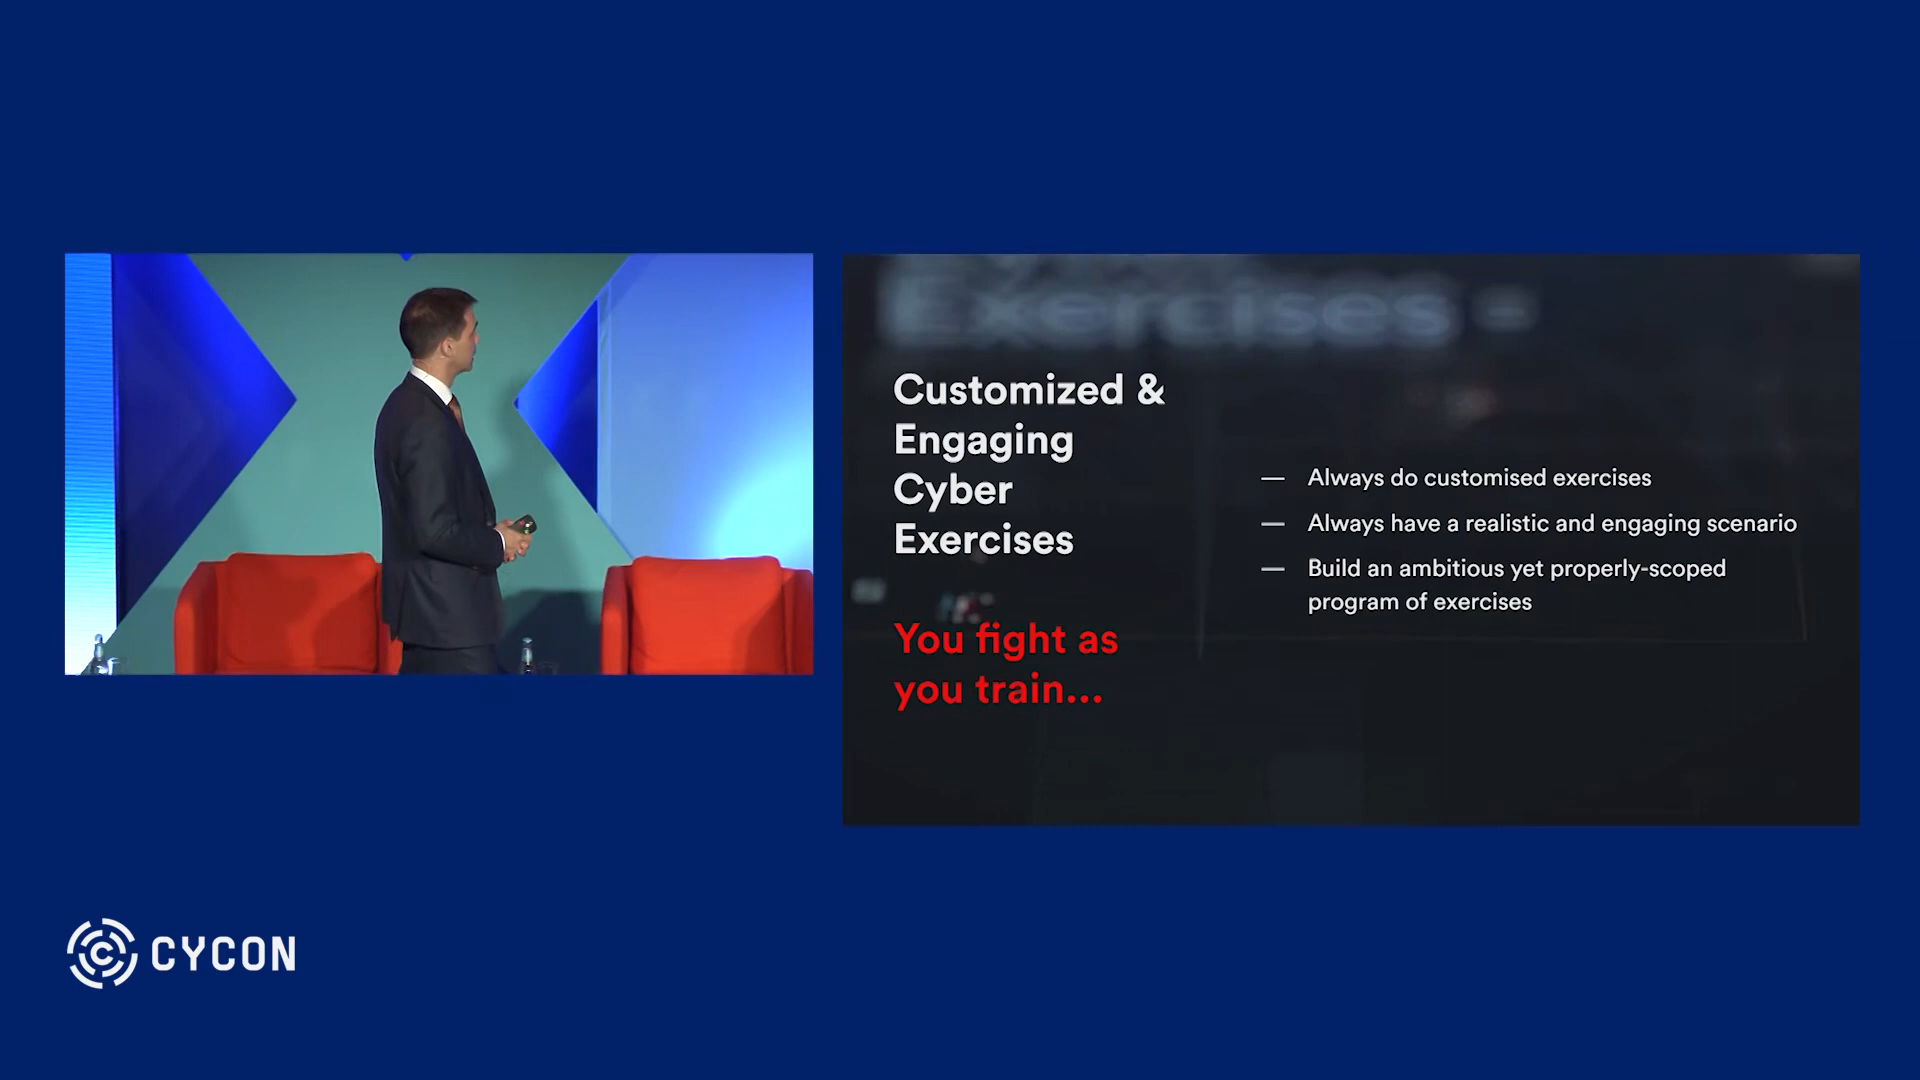 Exercises -
Customized &
Engaging
Cyber
Exercises
You fight as
you train...
— Always do customised exercises
— Always have a realistic and engaging scenario
— Build an ambitious yet properly-scoped
program of exercises
CYCON